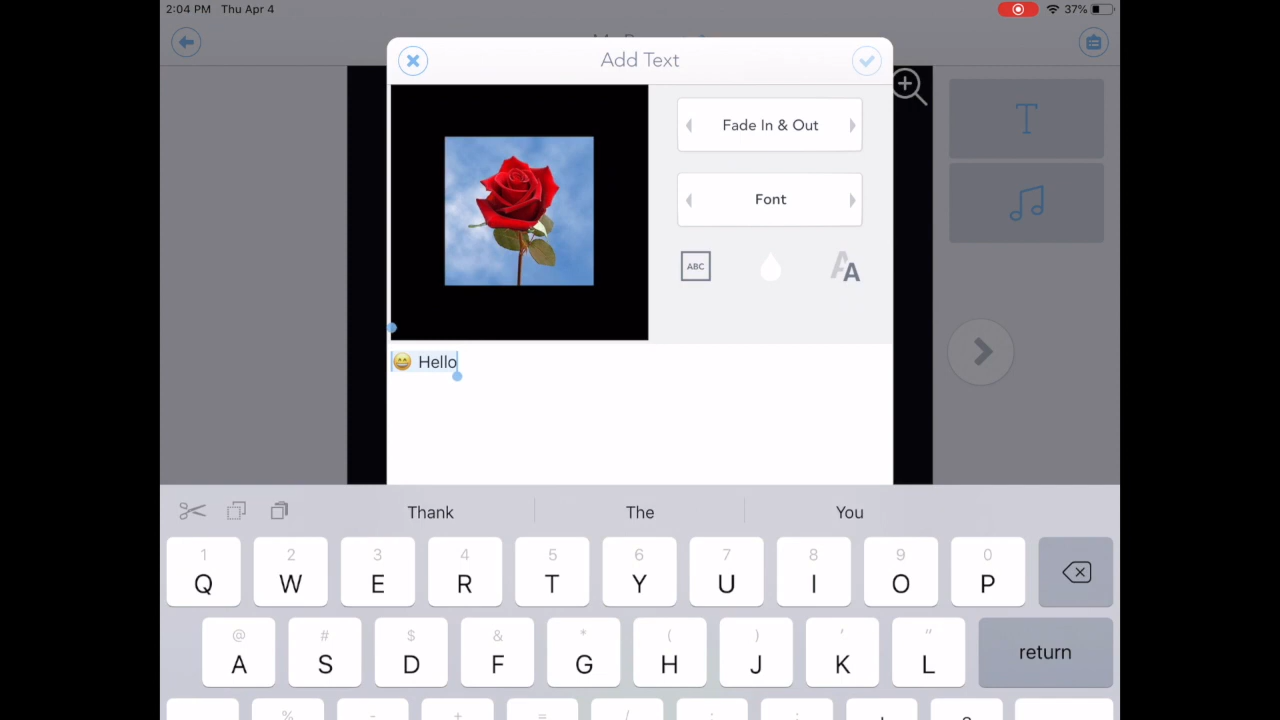 2:04 PM Thu Apr 4
37%
Add Text
T
Fade In & Out
Font
ABC
AA
😄 Hello
Thank The You
1 2 3 4 5 6 7 8 9 0
Q W E R T Y U I O P
@ # $ & * ( ) ' "
A S D F G H J K L return
% - + = / ; :